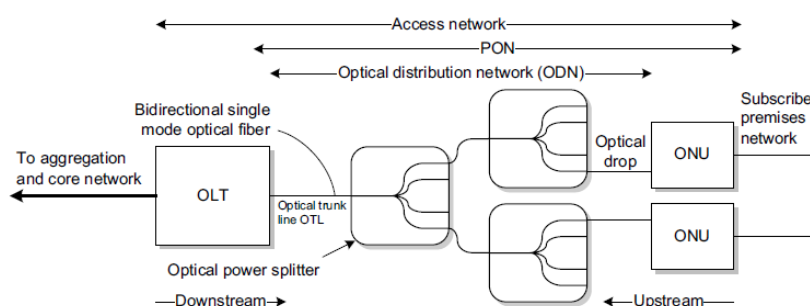 Access network
PON
Optical distribution network (ODN)
Bidirectional single
mode optical fiber
Subscribe
premises
network
To aggregation
and core network
OLT
Optical trunk
line OTL
Optical
drop
ONU
ONU
Optical power splitter
Downstream
Upstream